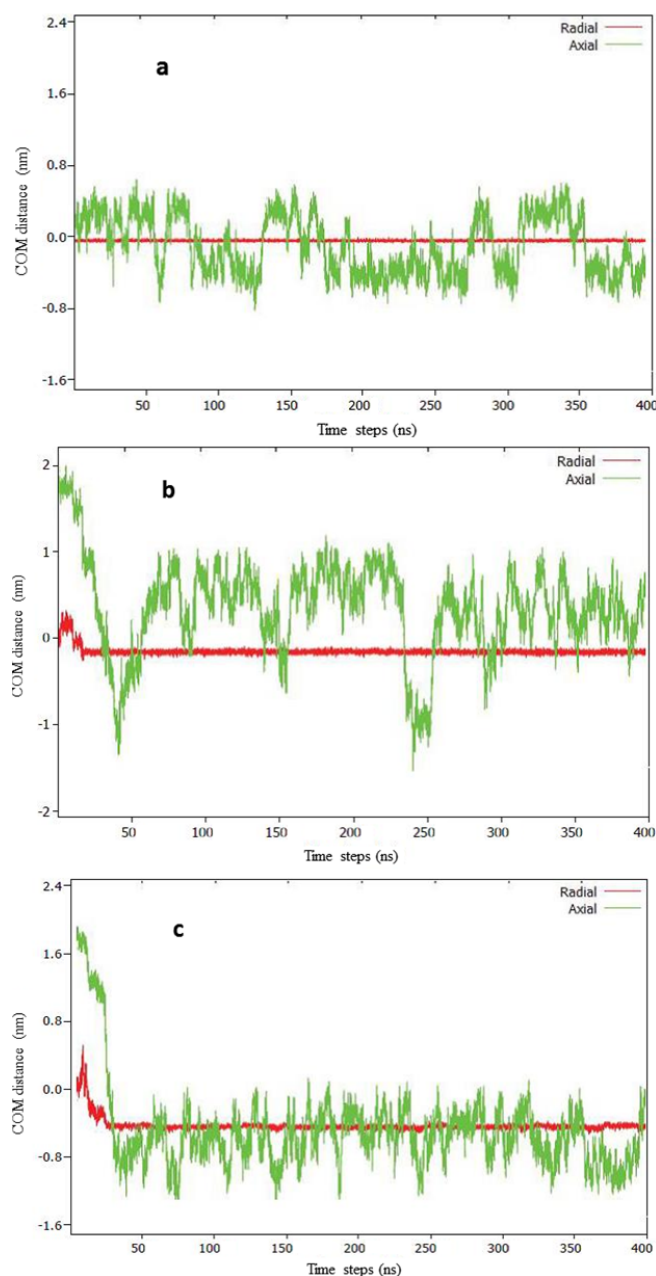 2.4
Radial
Axial
a
1.6
0.8
0.0
-0.8
-1.6
COM distance (nm)
50 100 150 200 250 300 350 400
Time steps (ns)
2
Radial
Axial
b
1
0
-1
-2
COM distance (nm)
50 100 150 200 250 300 350 400
Time steps (ns)
2.4
Radial
Axial
c
1.6
0.8
0.0
-0.8
-1.6
COM distance (nm)
50 100 150 200 250 300 350 400
Time steps (ns)